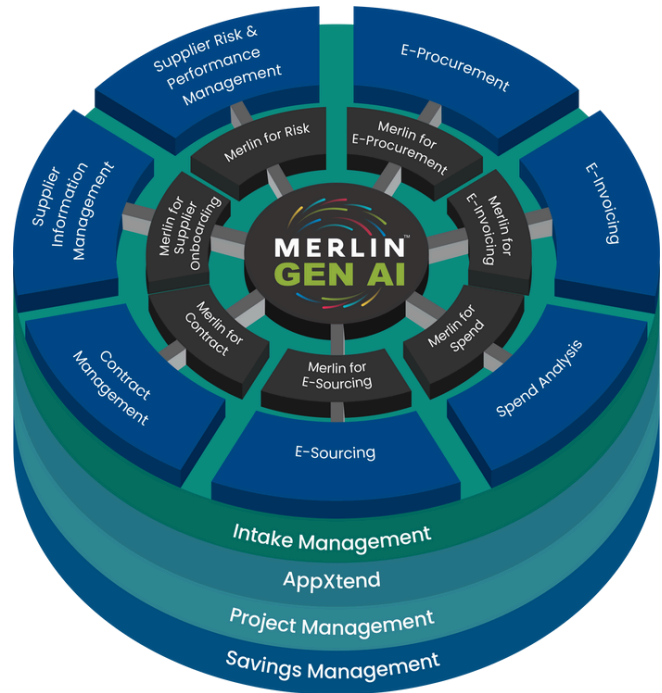 Supplier Risk &
Performance
Management
E-Procurement
Merlin for Risk
Merlin for
E-Procurement
Supplier
Information
Management
Merlin for
Supplier
Onboarding
Merlin for
E-Invoicing
E-Invoicing
MERLIN™
GEN AI
Merlin for
Contract
Merlin for
E-Sourcing
Merlin for
Spend
Contract
Management
E-Sourcing
Spend Analysis
Intake Management
AppXtend
Project Management
Savings Management